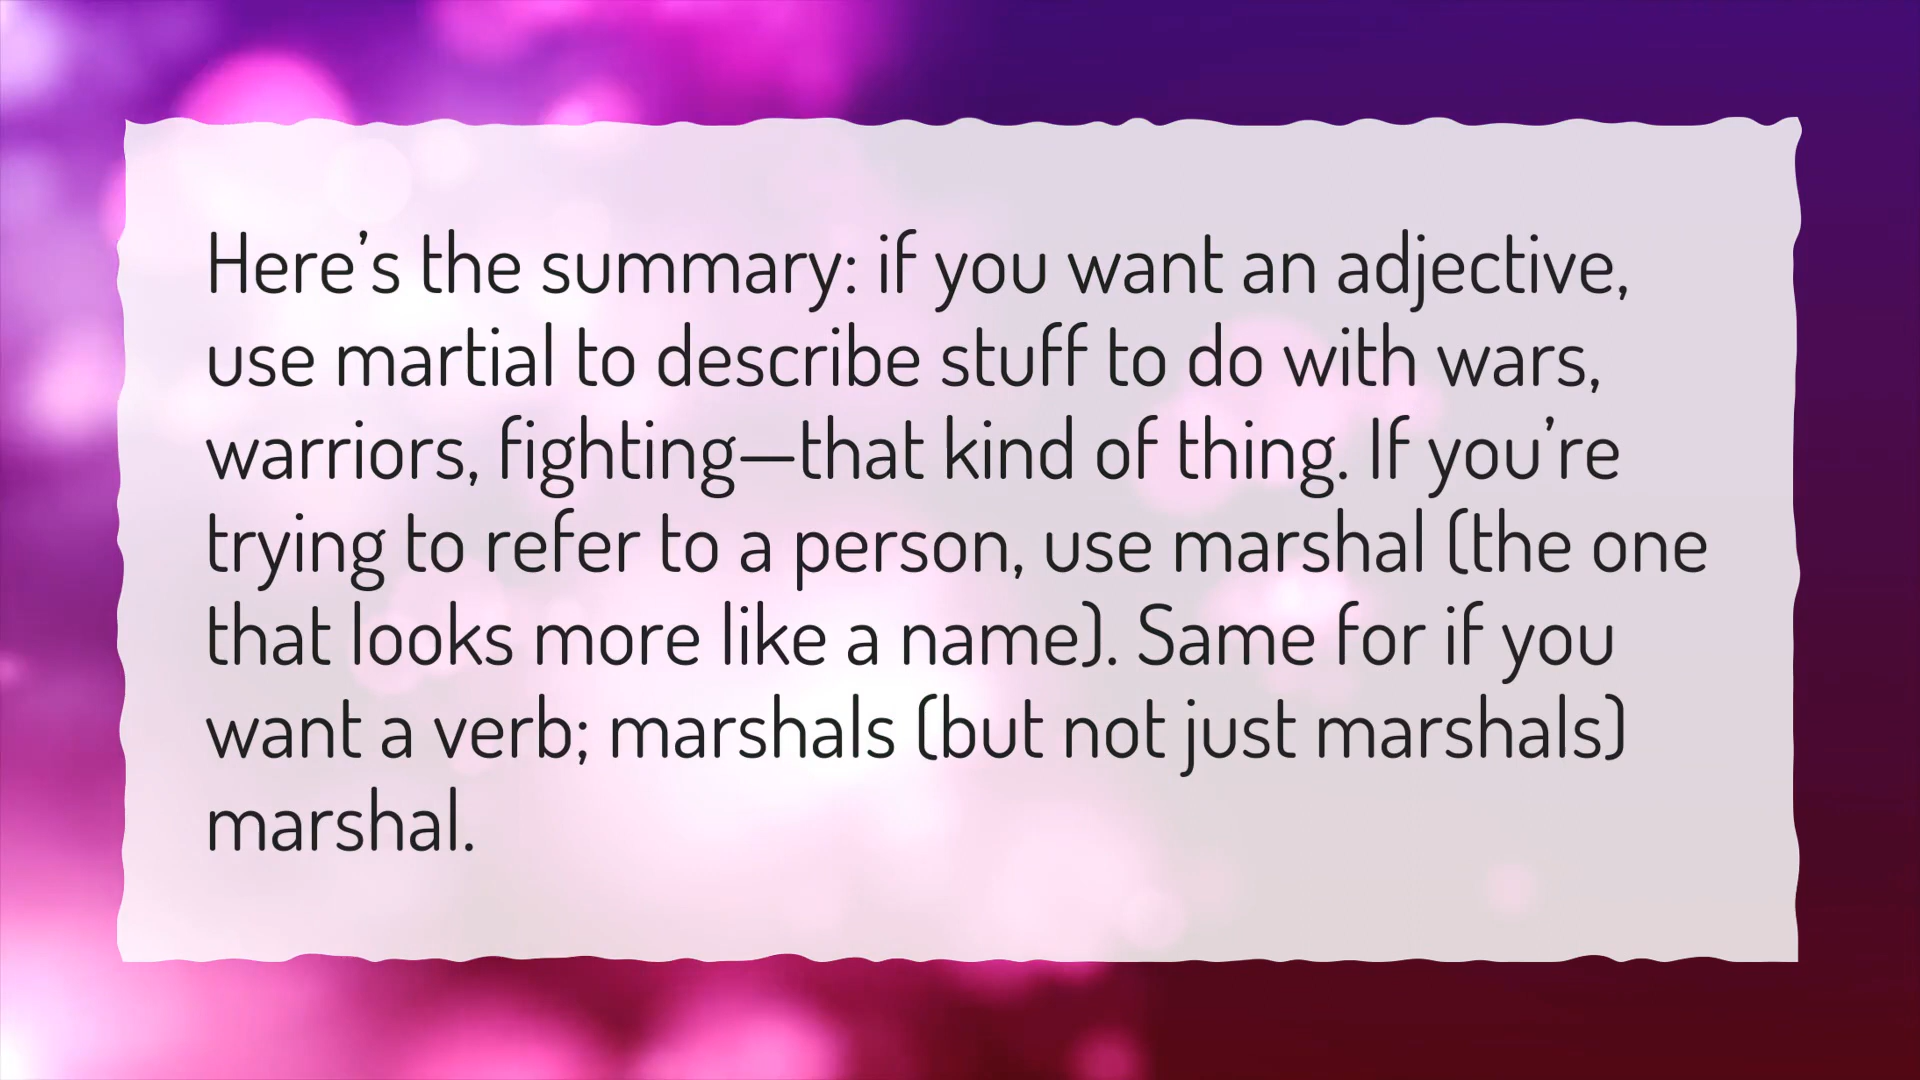 Here’s the summary: if you want an adjective,
use martial to describe stuff to do with wars,
warriors, fighting—that kind of thing. If you’re
trying to refer to a person, use marshal (the one
that looks more like a name). Same for if you
want a verb; marshals (but not just marshals)
marshal.